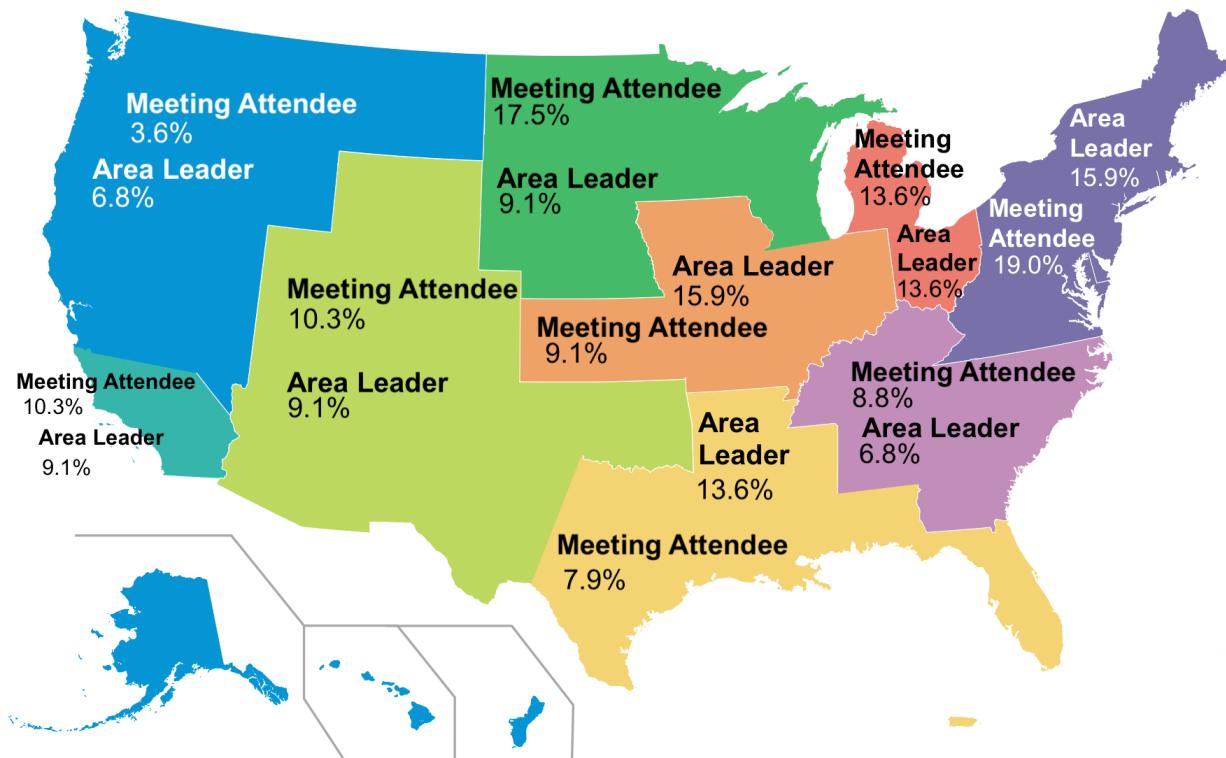 Meeting Attendee
3.6%
Area Leader
6.8%
Meeting Attendee
17.5%
Area Leader
9.1%
Meeting
Attendee
13.6%
Area
Leader
13.6%
Area
Leader
15.9%
Meeting
Attendee
19.0%
Meeting Attendee
10.3%
Area Leader
9.1%
Area Leader
15.9%
Meeting Attendee
9.1%
Meeting Attendee
10.3%
Area Leader
9.1%
Meeting Attendee
8.8%
Area Leader
6.8%
Area
Leader
13.6%
Meeting Attendee
7.9%